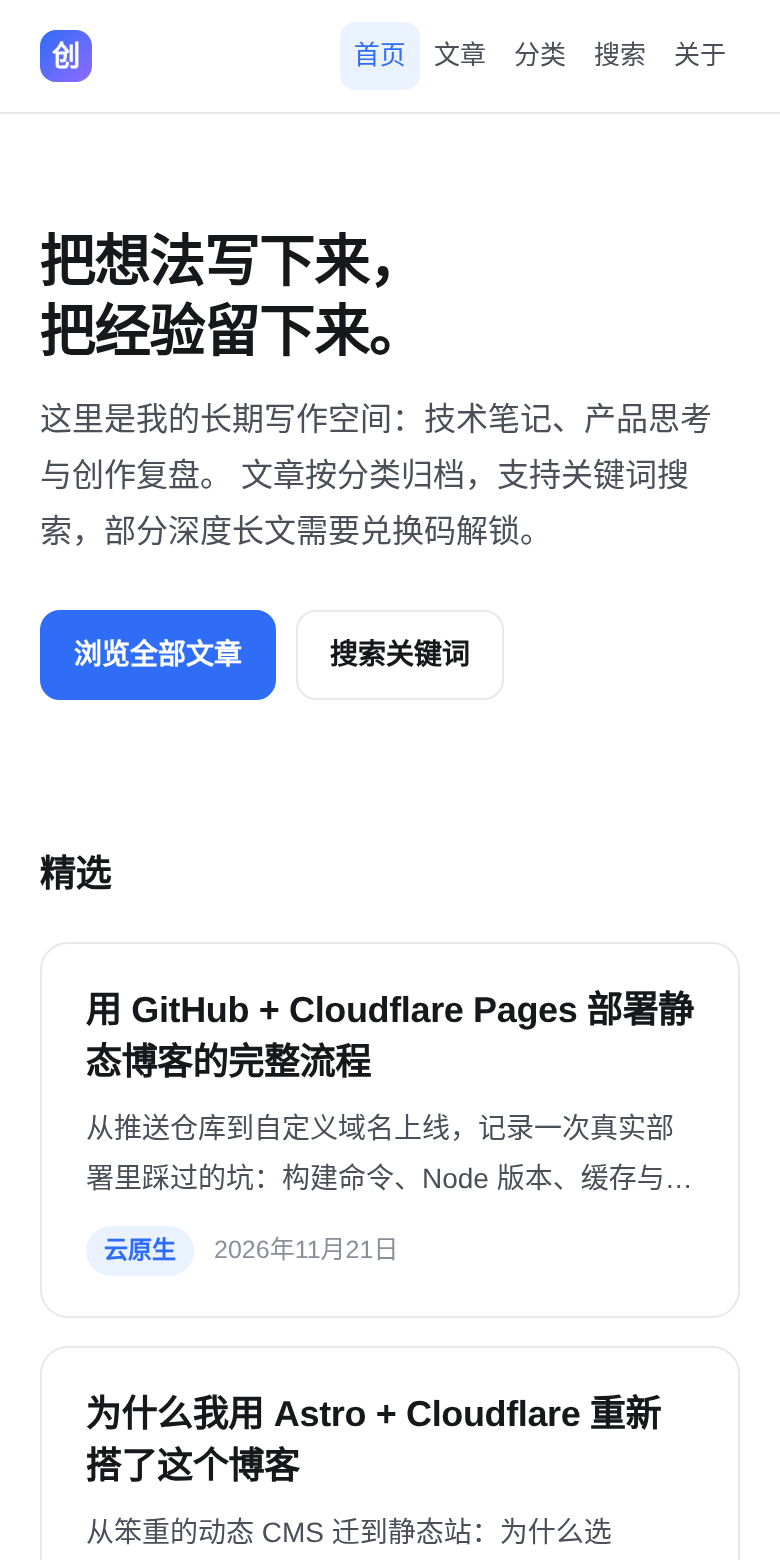 创
首页 文章 分类 搜索 关于
把想法写下来，
把经验留下来。
这里是我的长期写作空间：技术笔记、产品思考
与创作复盘。 文章按分类归档，支持关键词搜
索，部分深度长文需要兑换码解锁。
浏览全部文章 搜索关键词
精选
用 GitHub + Cloudflare Pages 部署静
态博客的完整流程
从推送仓库到自定义域名上线，记录一次真实部
署里踩过的坑：构建命令、Node 版本、缓存与…
云原生 2026年11月21日
为什么我用 Astro + Cloudflare 重新
搭了这个博客
从笨重的动态 CMS 迁到静态站：为什么选